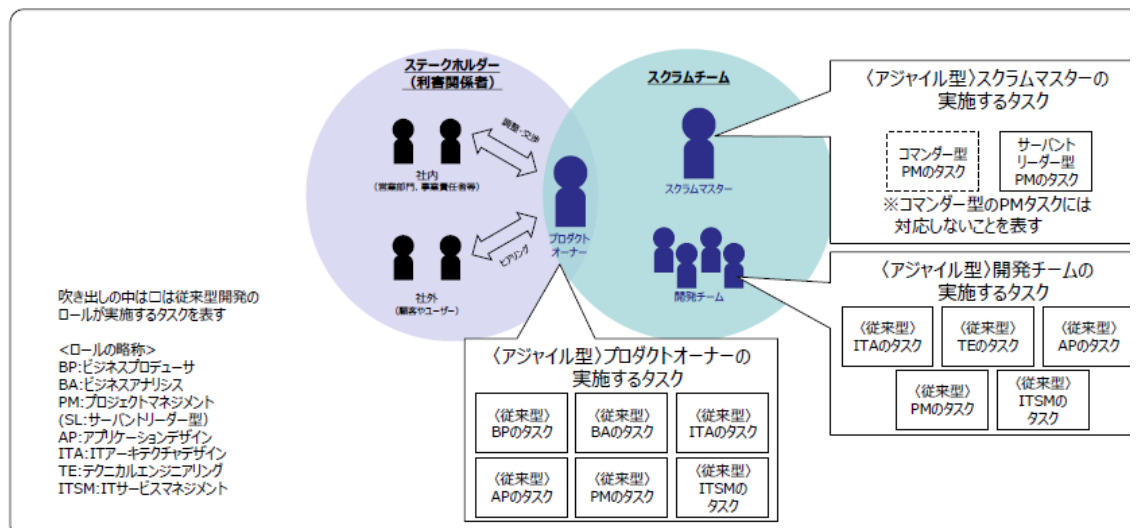 ステークホルダー
(利害関係者)
社内
(営業部門、事業責任者等)
社外
(顧客やユーザー)
調整・交渉
ヒアリング
プロダクト
オーナー
スクラムチーム
スクラムマスター
開発チーム
〈アジャイル型〉スクラムマスターの
実施するタスク
コマンダー型
PMのタスク
サーバント
リーダー型
PMのタスク
※コマンダー型のPMタスクには
対応しないことを表す
〈アジャイル型〉開発チームの
実施するタスク
〈従来型〉
ITAのタスク
〈従来型〉
TEのタスク
〈従来型〉
APのタスク
〈従来型〉
PMのタスク
〈従来型〉
ITSMの
タスク
〈アジャイル型〉プロダクトオーナーの
実施するタスク
〈従来型〉
BPのタスク
〈従来型〉
BAのタスク
〈従来型〉
ITAのタスク
〈従来型〉
APのタスク
〈従来型〉
PMのタスク
〈従来型〉
ITSMの
タスク
吹き出しの中は□は従来型開発の
ロールが実施するタスクを表す
<ロールの略称>
BP:ビジネスプロデューサ
BA:ビジネスアナリシス
PM:プロジェクトマネジメント
(SL:サーバントリーダー型)
AP:アプリケーションデザイン
ITA:ITアーキテクチャデザイン
TE:テクニカルエンジニアリング
ITSM:ITサービスマネジメント